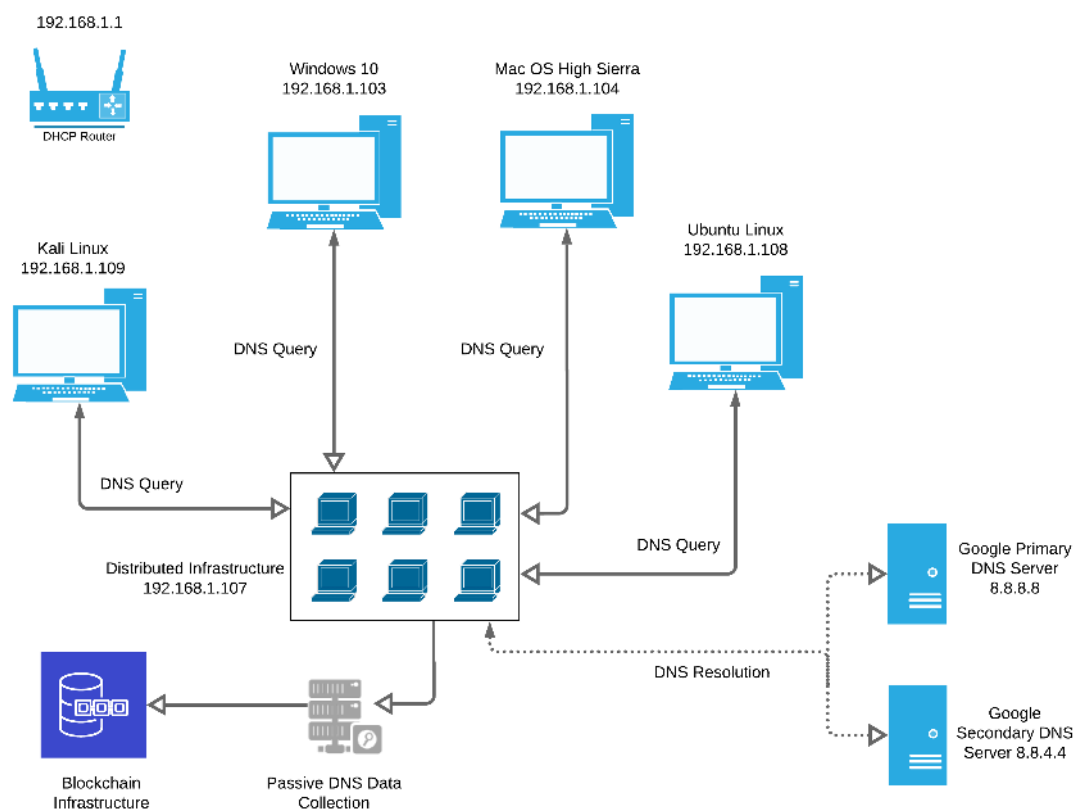 192.168.1.1
DHCP Router
Windows 10
192.168.1.103
Mac OS High Sierra
192.168.1.104
Kali Linux
192.168.1.109
Ubuntu Linux
192.168.1.108
DNS Query
DNS Query
DNS Query
DNS Query
Distributed Infrastructure
192.168.1.107
Google Primary
DNS Server
8.8.8.8
DNS Resolution
Google
Secondary DNS
Server 8.8.4.4
Blockchain
Infrastructure
Passive DNS Data
Collection